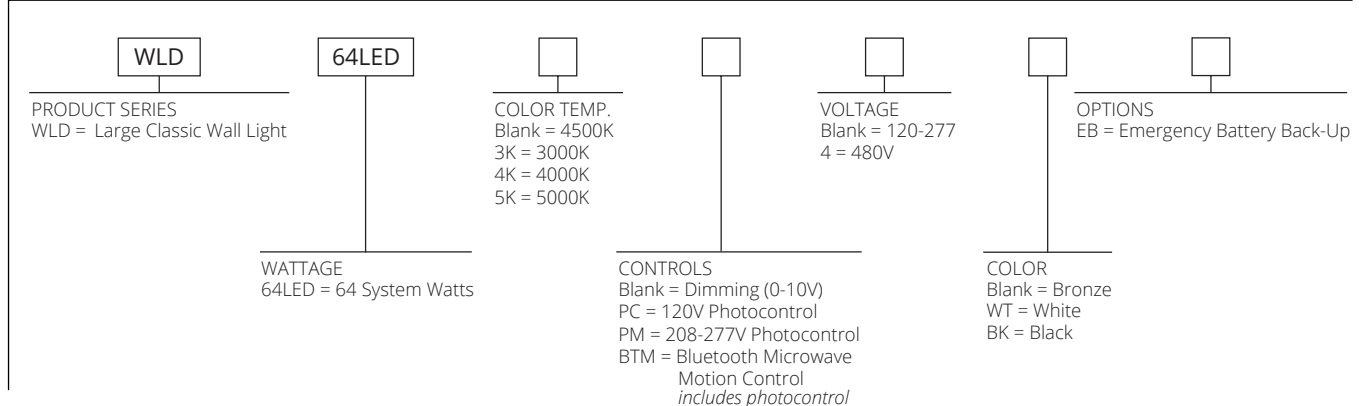 WLD
64LED
PRODUCT SERIES
WLD = Large Classic Wall Light
WATTAGE
64LED = 64 System Watts
COLOR TEMP.
Blank = 4500K
3K = 3000K
4K = 4000K
5K = 5000K
CONTROLS
Blank = Dimming (0-10V)
PC = 120V Photocontrol
PM = 208-277V Photocontrol
BTM = Bluetooth Microwave
Motion Control
includes photocontrol
VOLTAGE
Blank = 120-277
4 = 480V
COLOR
Blank = Bronze
WT = White
BK = Black
OPTIONS
EB = Emergency Battery Back-Up